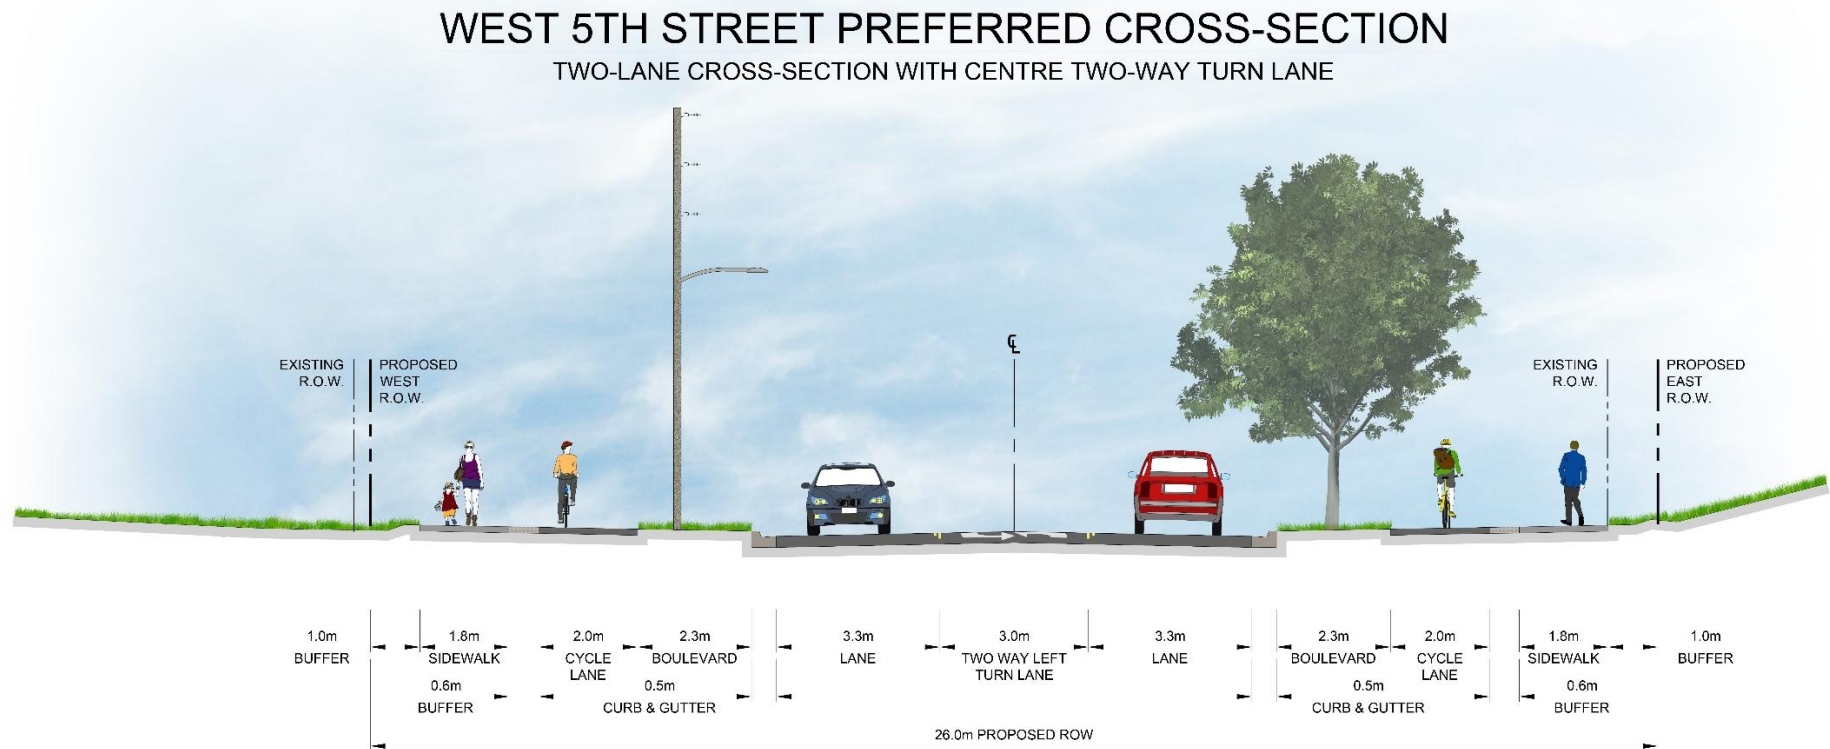 WEST 5TH STREET PREFERRED CROSS-SECTION
TWO-LANE CROSS-SECTION WITH CENTRE TWO-WAY TURN LANE
℄
EXISTING
R.O.W.
PROPOSED
WEST
R.O.W.
EXISTING
R.O.W.
PROPOSED
EAST
R.O.W.
1.0m
BUFFER
1.8m
SIDEWALK
2.0m
CYCLE
LANE
2.3m
BOULEVARD
3.3m
LANE
3.0m
TWO WAY LEFT
TURN LANE
3.3m
LANE
2.3m
BOULEVARD
2.0m
CYCLE
LANE
1.8m
SIDEWALK
1.0m
BUFFER
0.6m
BUFFER
0.5m
CURB & GUTTER
0.5m
CURB & GUTTER
0.6m
BUFFER
26.0m PROPOSED ROW